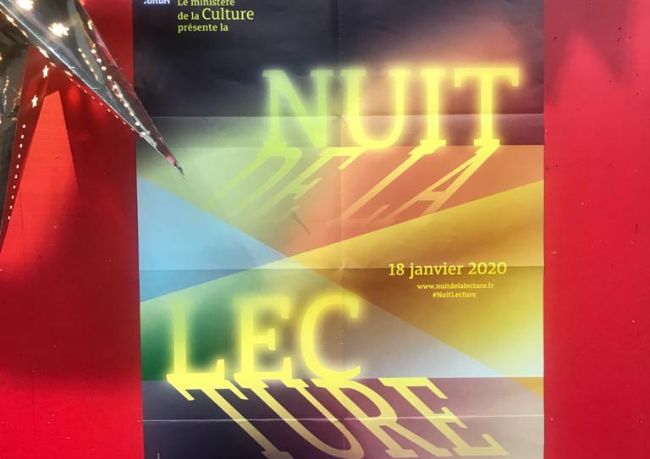 Le ministère
de la Culture
présente la
NUIT
DE LA
LEC
TURE
18 janvier 2020
www.nuitdelalecture.fr
#NuitLecture